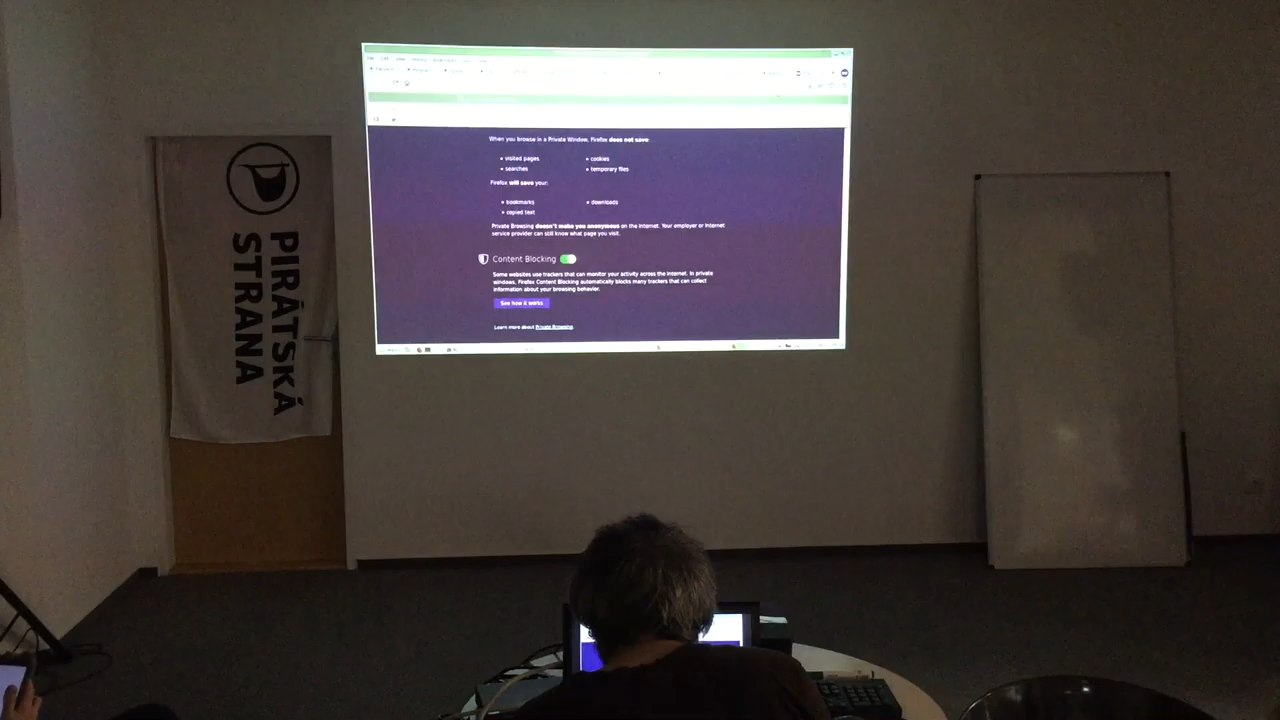 PIRÁTSKÁ
STRANA
When you browse in a Private Window, Firefox does not save:
• visited pages
• cookies
• searches
• temporary files
Firefox will save your:
• bookmarks
• downloads
• copied text
Private Browsing doesn't make you anonymous on the Internet. Your employer or Internet
service provider can still know what page you visit.
Content Blocking
Some websites use trackers that can monitor your activity across the Internet. In private
windows, Firefox Content Blocking automatically blocks many trackers that can collect
information about your browsing behavior.
See how it works
Learn more about Private Browsing.